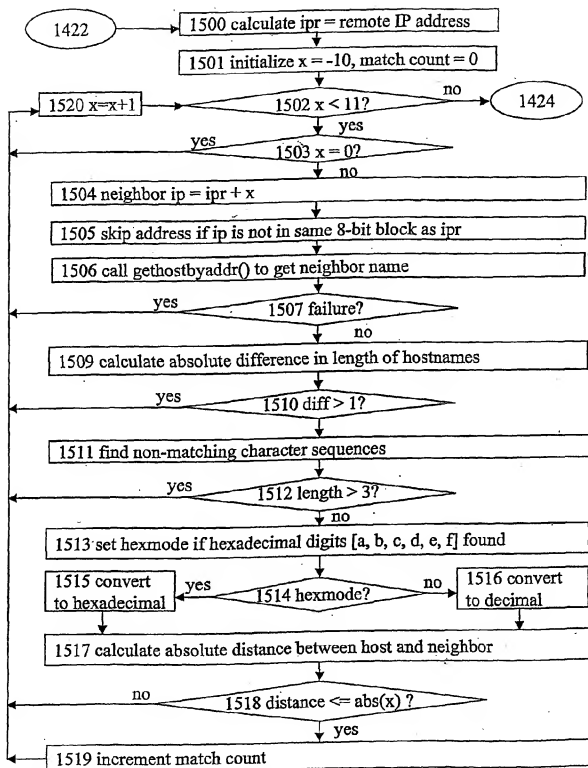 1422
1500 calculate ipr = remote IP address
1501 initialize x = -10, match count = 0
1520 x=x+1
1502 x < 11?
no
1424
yes
yes
1503 x = 0?
no
1504 neighbor ip = ipr + x
1505 skip address if ip is not in same 8-bit block as ipr
1506 call gethostbyaddr() to get neighbor name
yes
1507 failure?
no
1509 calculate absolute difference in length of hostnames
yes
1510 diff > 1?
1511 find non-matching character sequences
yes
1512 length > 3?
no
1513 set hexmode if hexadecimal digits [a, b, c, d, e, f] found
1515 convert
to hexadecimal
yes
1514 hexmode?
no
1516 convert
to decimal
1517 calculate absolute distance between host and neighbor
no
1518 distance <= abs(x) ?
yes
1519 increment match count